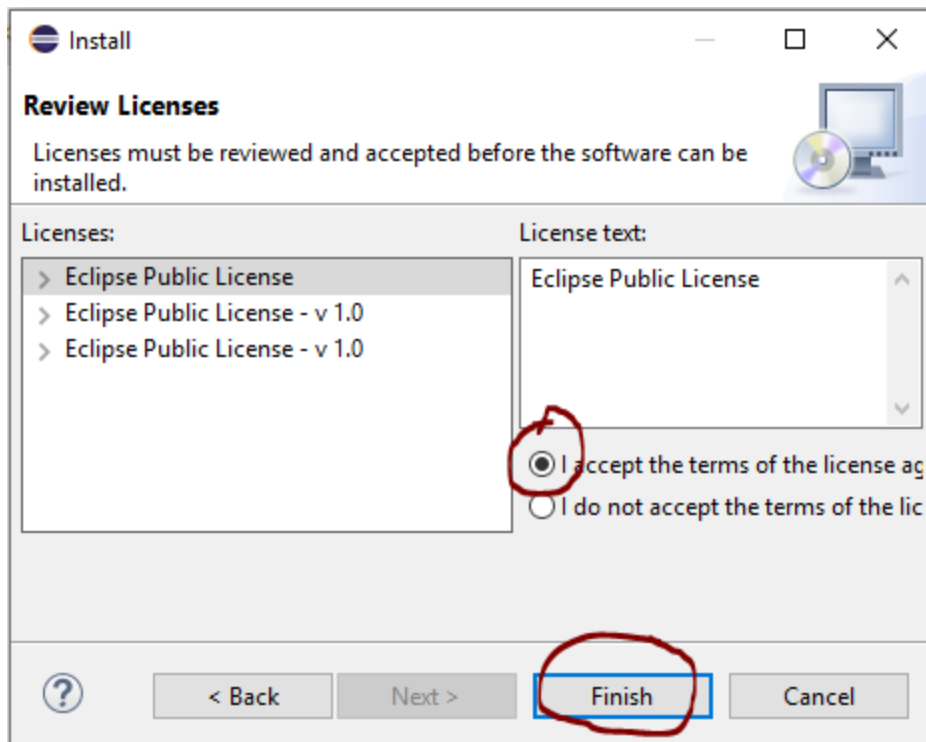 Install
Review Licenses
Licenses must be reviewed and accepted before the software can be
installed.
Licenses:
License text:
Eclipse Public License
Eclipse Public License - v 1.0
Eclipse Public License - v 1.0
Eclipse Public License
I accept the terms of the license ag
I do not accept the terms of the lic
?
< Back
Next >
Finish
Cancel